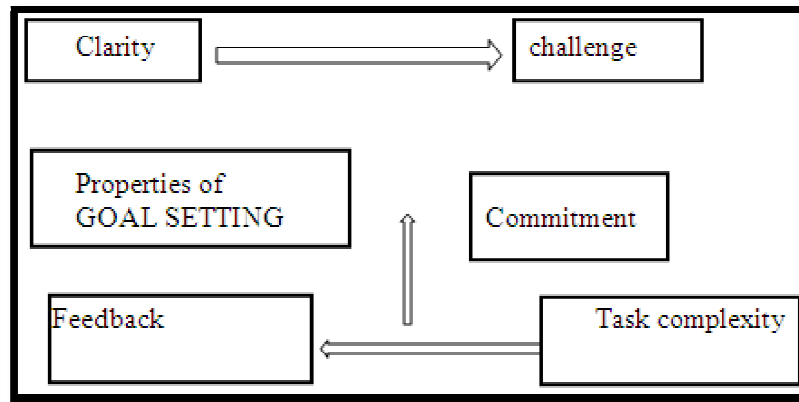 Clarity
challenge
Properties of
GOAL SETTING
Commitment
Feedback
Task complexity